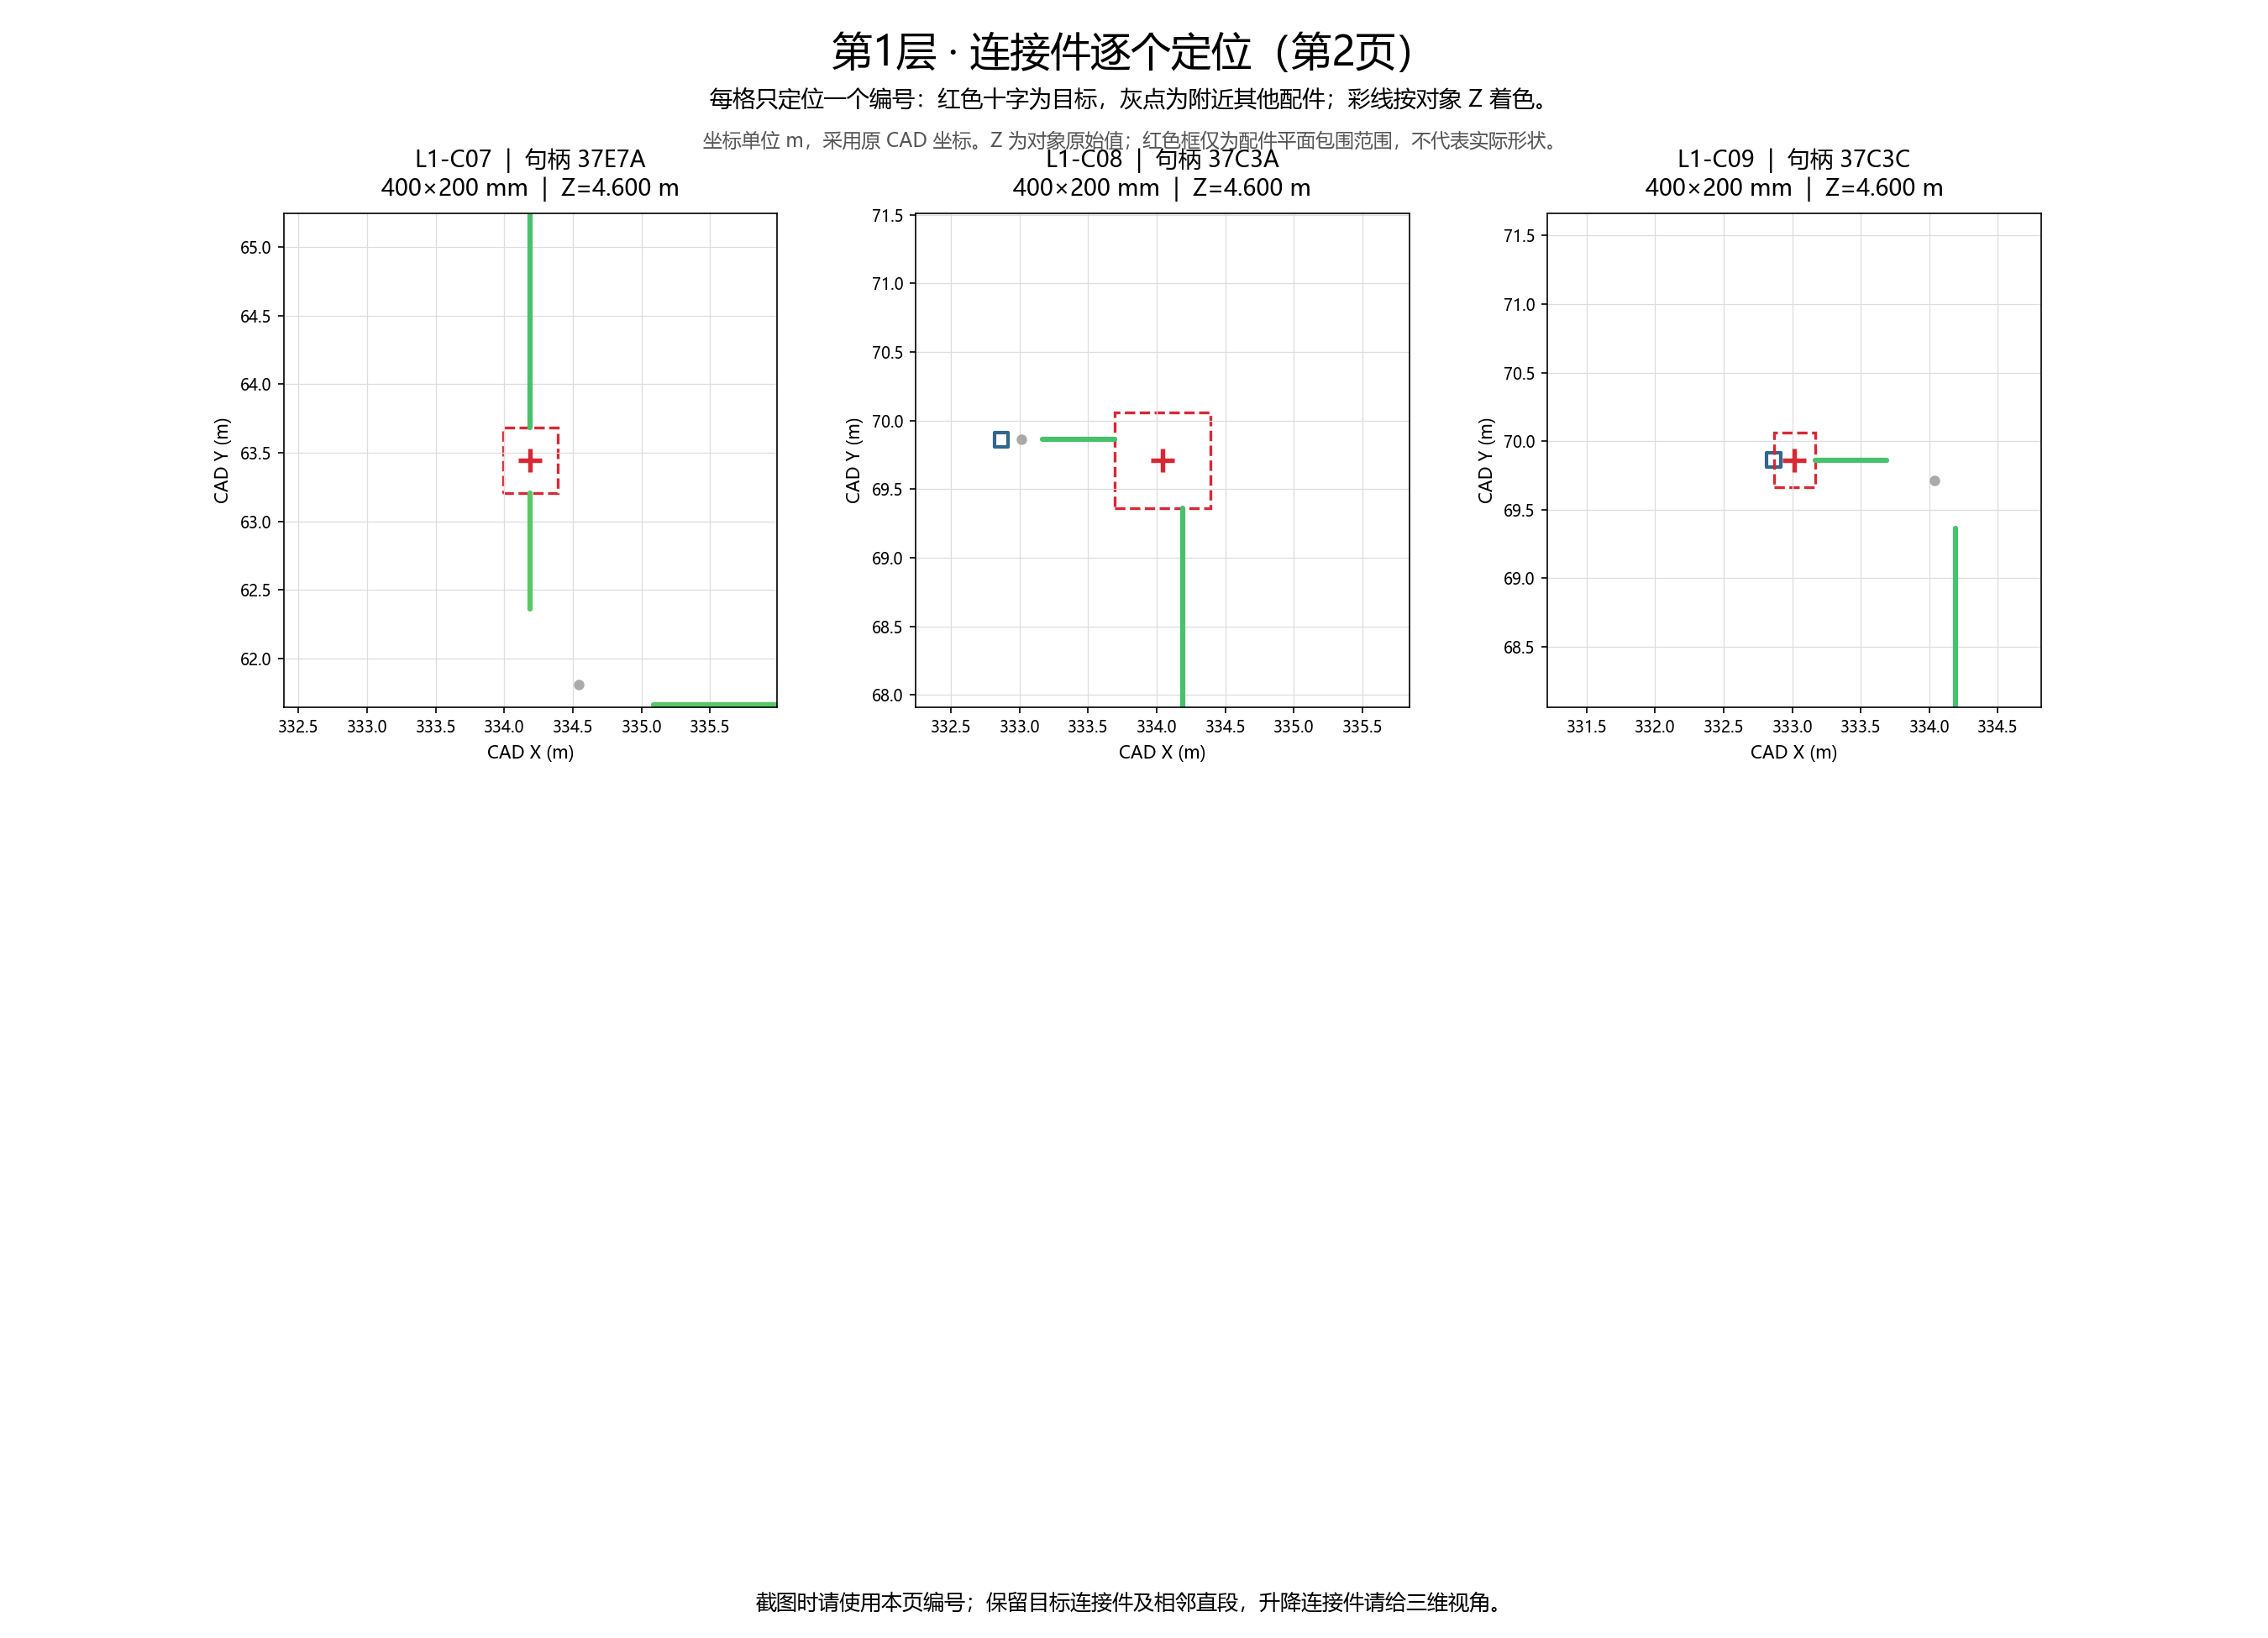 第1层 · 连接件逐个定位（第2页）
每格只定位一个编号：红色十字为目标，灰点为附近其他配件；彩线按对象 Z 着色。
坐标单位 m，采用原 CAD 坐标。Z 为对象原始值；红色框仅为配件平面包围范围，不代表实际形状。
L1-C07 | 句柄 37E7A
400×200 mm | Z=4.600 m
65.0
64.5
64.0
63.5
63.0
62.5
62.0
CAD Y (m)
332.5 333.0 333.5 334.0 334.5 335.0 335.5
CAD X (m)
L1-C08 | 句柄 37C3A
400×200 mm | Z=4.600 m
71.5
71.0
70.5
70.0
69.5
69.0
68.5
68.0
CAD Y (m)
332.5 333.0 333.5 334.0 334.5 335.0 335.5
CAD X (m)
L1-C09 | 句柄 37C3C
400×200 mm | Z=4.600 m
71.5
71.0
70.5
70.0
69.5
69.0
68.5
CAD Y (m)
331.5 332.0 332.5 333.0 333.5 334.0 334.5
CAD X (m)
截图时请使用本页编号；保留目标连接件及相邻直段，升降连接件请给三维视角。